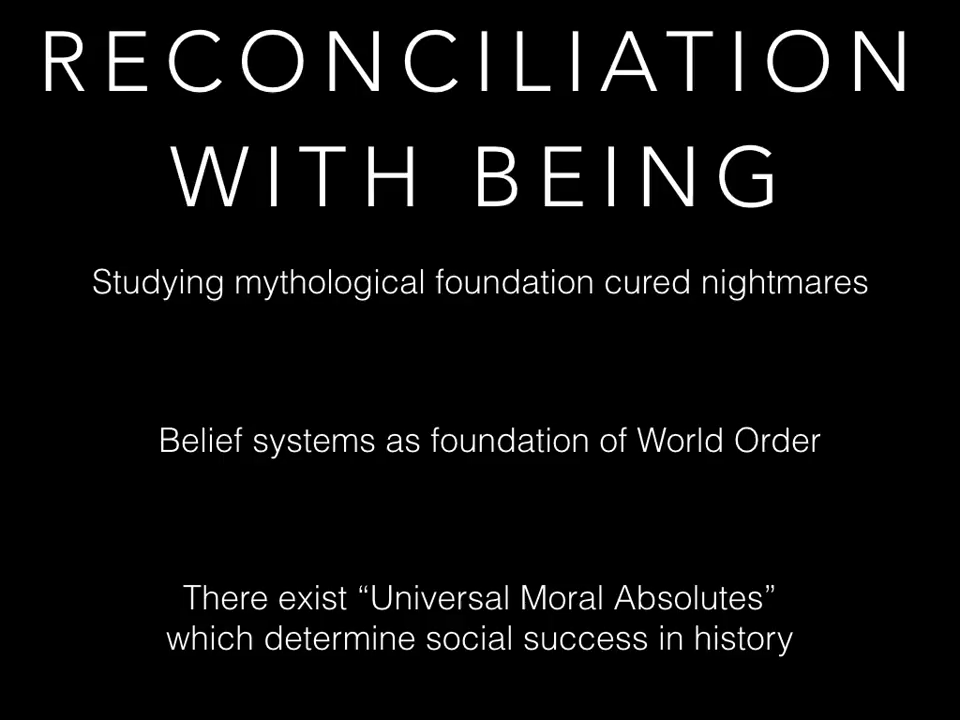 RECONCILIATION
WITH BEING
Studying mythological foundation cured nightmares
Belief systems as foundation of World Order
There exist “Universal Moral Absolutes”
which determine social success in history